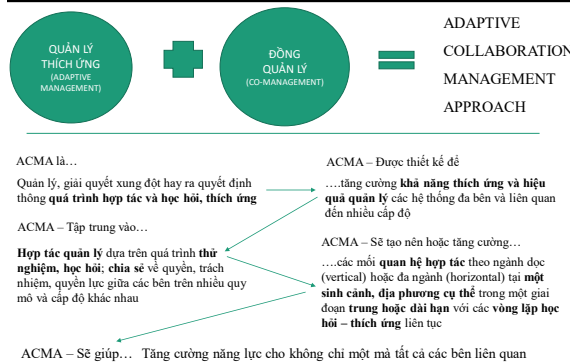 QUẢN LÝ
THÍCH ỨNG
(ADAPTIVE
MANAGEMENT)
ĐỒNG
QUẢN LÝ
(CO-MANAGEMENT)
ADAPTIVE
COLLABORATION
MANAGEMENT
APPROACH
ACMA là…
Quản lý, giải quyết xung đột hay ra quyết định
thông quá trình hợp tác và học hỏi, thích ứng
ACMA – Được thiết kế để
….tăng cường khả năng thích ứng và hiệu
quả quản lý các hệ thống đa bên và liên quan
đến nhiều cấp độ
ACMA – Tập trung vào…
Hợp tác quản lý dựa trên quá trình thử
nghiệm, học hỏi; chia sẻ về quyền, trách
nhiệm, quyền lực giữa các bên trên nhiều quy
mô và cấp độ khác nhau
ACMA – Sẽ tạo nên hoặc tăng cường…
….các mối quan hệ hợp tác theo ngành dọc
(vertical) hoặc đa ngành (horizontal) tại một
sinh cảnh, địa phương cụ thể trong một giai
đoạn trung hoặc dài hạn với các vòng lặp học
hỏi – thích ứng liên tục
ACMA – Sẽ giúp… Tăng cường năng lực cho không chỉ một mà tất cả các bên liên quan